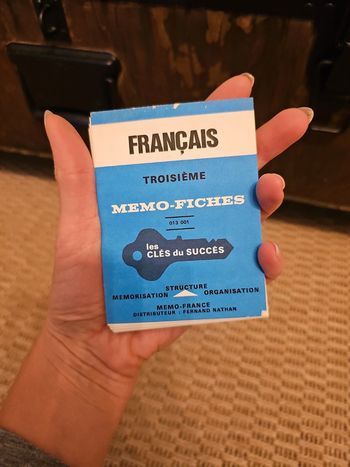 FRANÇAIS
TROISIÈME
MEMO-FICHES
013 001
les
CLÉS du SUCCÈS
STRUCTURE
MEMORISATION ORGANISATION
MEMO-FRANCE
DISTRIBUTEUR : FERNAND NATHAN